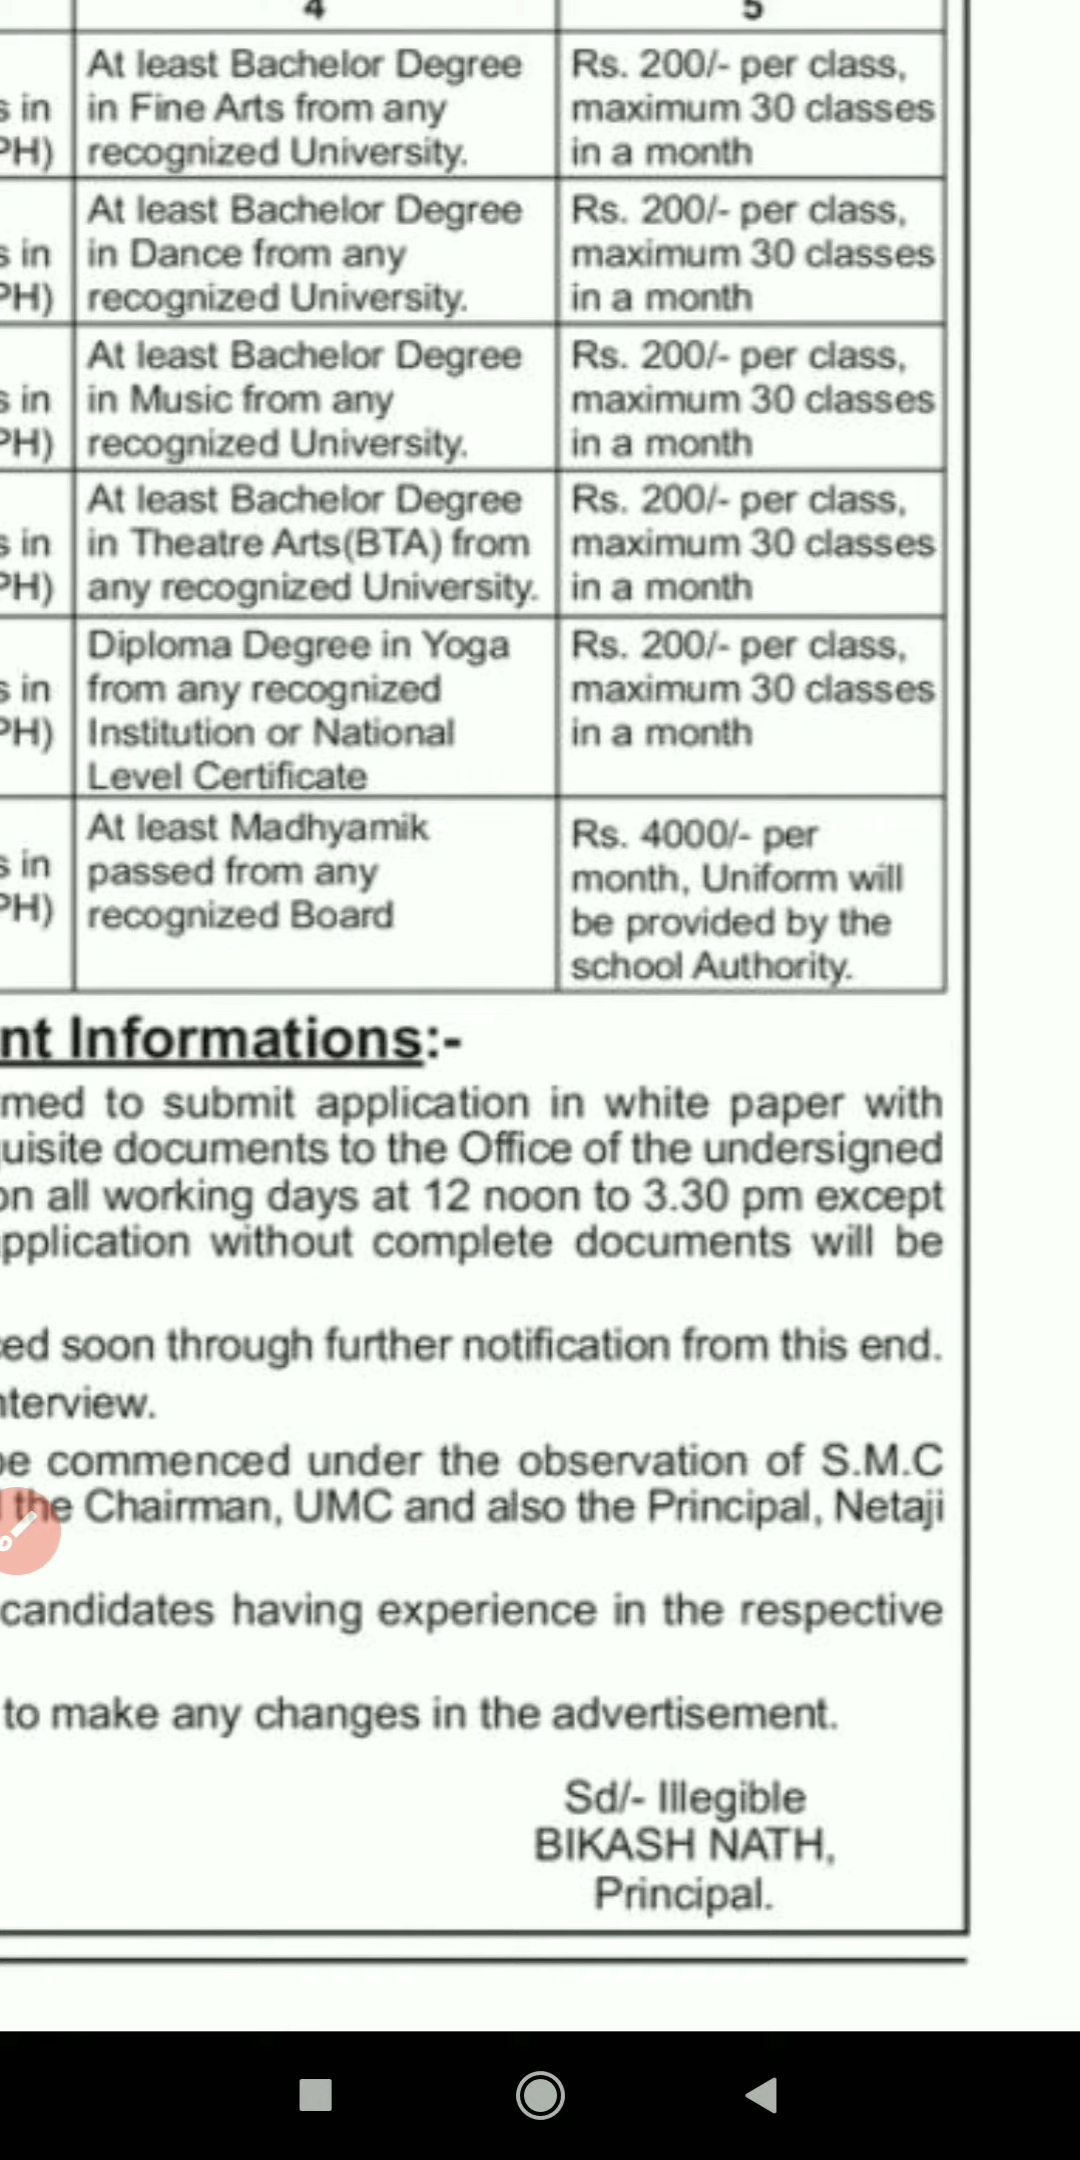 4
5
s in
PH)
At least Bachelor Degree
in Fine Arts from any
recognized University.
Rs. 200/- per class,
maximum 30 classes
in a month
s in
PH)
At least Bachelor Degree
in Dance from any
recognized University.
Rs. 200/- per class,
maximum 30 classes
in a month
s in
PH)
At least Bachelor Degree
in Music from any
recognized University.
Rs. 200/- per class,
maximum 30 classes
in a month
s in
PH)
At least Bachelor Degree
in Theatre Arts(BTA) from
any recognized University.
Rs. 200/- per class,
maximum 30 classes
in a month
s in
PH)
Diploma Degree in Yoga
from any recognized
Institution or National
Level Certificate
Rs. 200/- per class,
maximum 30 classes
in a month
s in
PH)
At least Madhyamik
passed from any
recognized Board
Rs. 4000/- per
month, Uniform will
be provided by the
school Authority.
nt Informations:-
med to submit application in white paper with
uisite documents to the Office of the undersigned
on all working days at 12 noon to 3.30 pm except
pplication without complete documents will be
ced soon through further notification from this end.
nterview.
be commenced under the observation of S.M.C
the Chairman, UMC and also the Principal, Netaji
candidates having experience in the respective
to make any changes in the advertisement.
Sd/- Illegible
BIKASH NATH,
Principal.